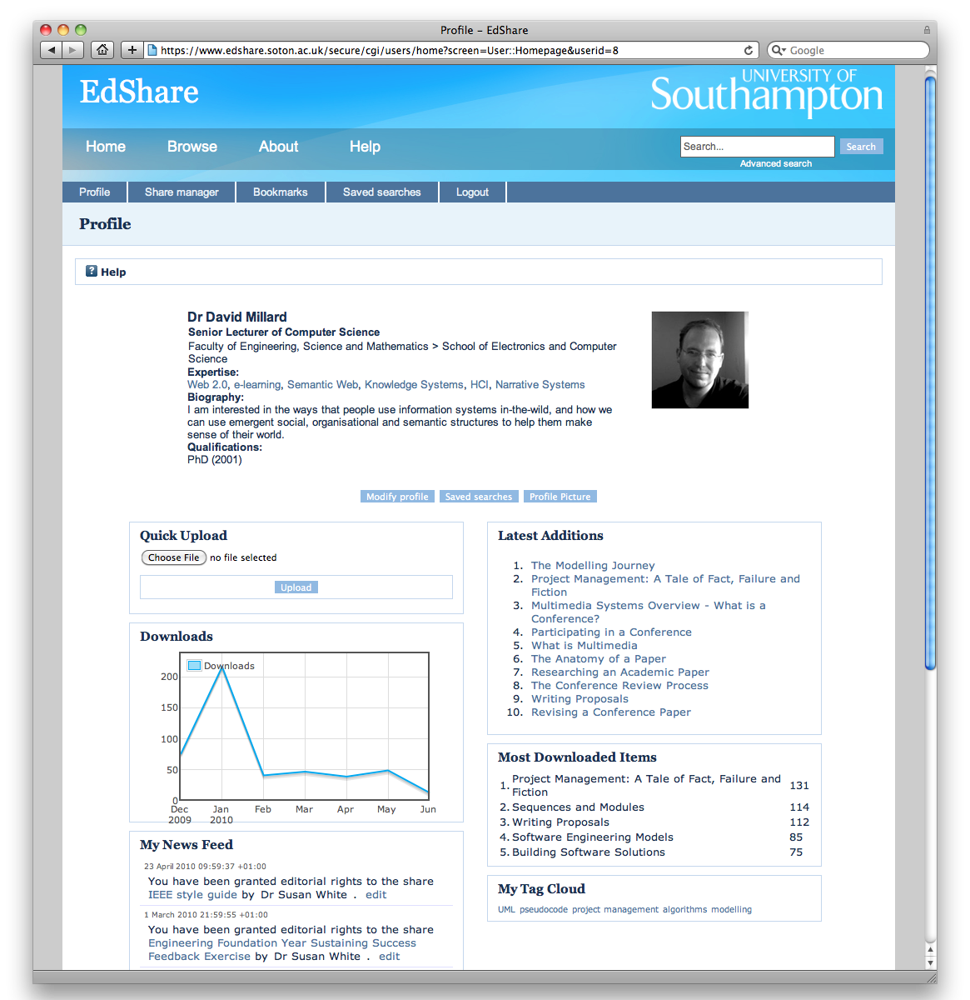 Profile – EdShare
https://www.edshare.soton.ac.uk/secure/cgi/users/home?screen=User::Homepage&userid=8
Google
EdShare
UNIVERSITY OF
Southampton
Home Browse About Help
Search...
Search
Advanced search
Profile Share manager Bookmarks Saved searches Logout
Profile
? Help
Dr David Millard
Senior Lecturer of Computer Science
Faculty of Engineering, Science and Mathematics > School of Electronics and Computer
Science
Expertise:
Web 2.0, e-learning, Semantic Web, Knowledge Systems, HCI, Narrative Systems
Biography:
I am interested in the ways that people use information systems in-the-wild, and how we
can use emergent social, organisational and semantic structures to help them make
sense of their world.
Qualifications:
PhD (2001)
Modify profile Saved searches Profile Picture
Quick Upload
Choose File no file selected
Upload
Downloads
Downloads
200
150
100
50
0
Dec Jan Feb Mar Apr May Jun
2009 2010
My News Feed
23 April 2010 09:59:37 +01:00
You have been granted editorial rights to the share
IEEE style guide by Dr Susan White . edit
1 March 2010 21:59:55 +01:00
You have been granted editorial rights to the share
Engineering Foundation Year Sustaining Success
Feedback Exercise by Dr Susan White . edit
Latest Additions
1. The Modelling Journey
2. Project Management: A Tale of Fact, Failure and
Fiction
3. Multimedia Systems Overview - What is a
Conference?
4. Participating in a Conference
5. What is Multimedia
6. The Anatomy of a Paper
7. Researching an Academic Paper
8. The Conference Review Process
9. Writing Proposals
10. Revising a Conference Paper
Most Downloaded Items
1. Project Management: A Tale of Fact, Failure and
Fiction 131
2. Sequences and Modules 114
3. Writing Proposals 112
4. Software Engineering Models 85
5. Building Software Solutions 75
My Tag Cloud
UML pseudocode project management algorithms modelling